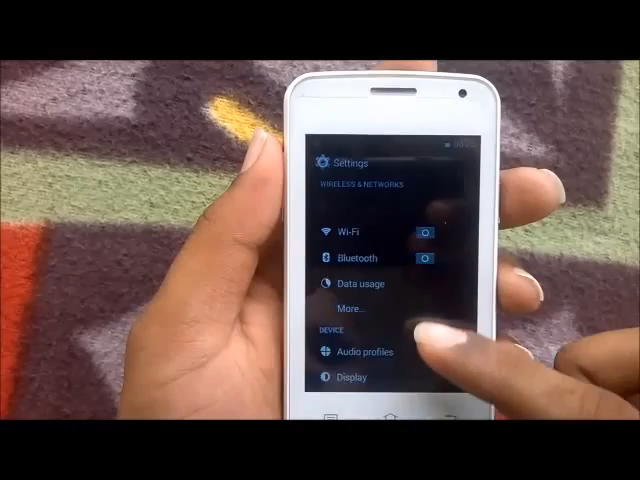 Settings
WIRELESS & NETWORKS
Wi-Fi
Bluetooth
Data usage
More...
DEVICE
Audio profiles
Display